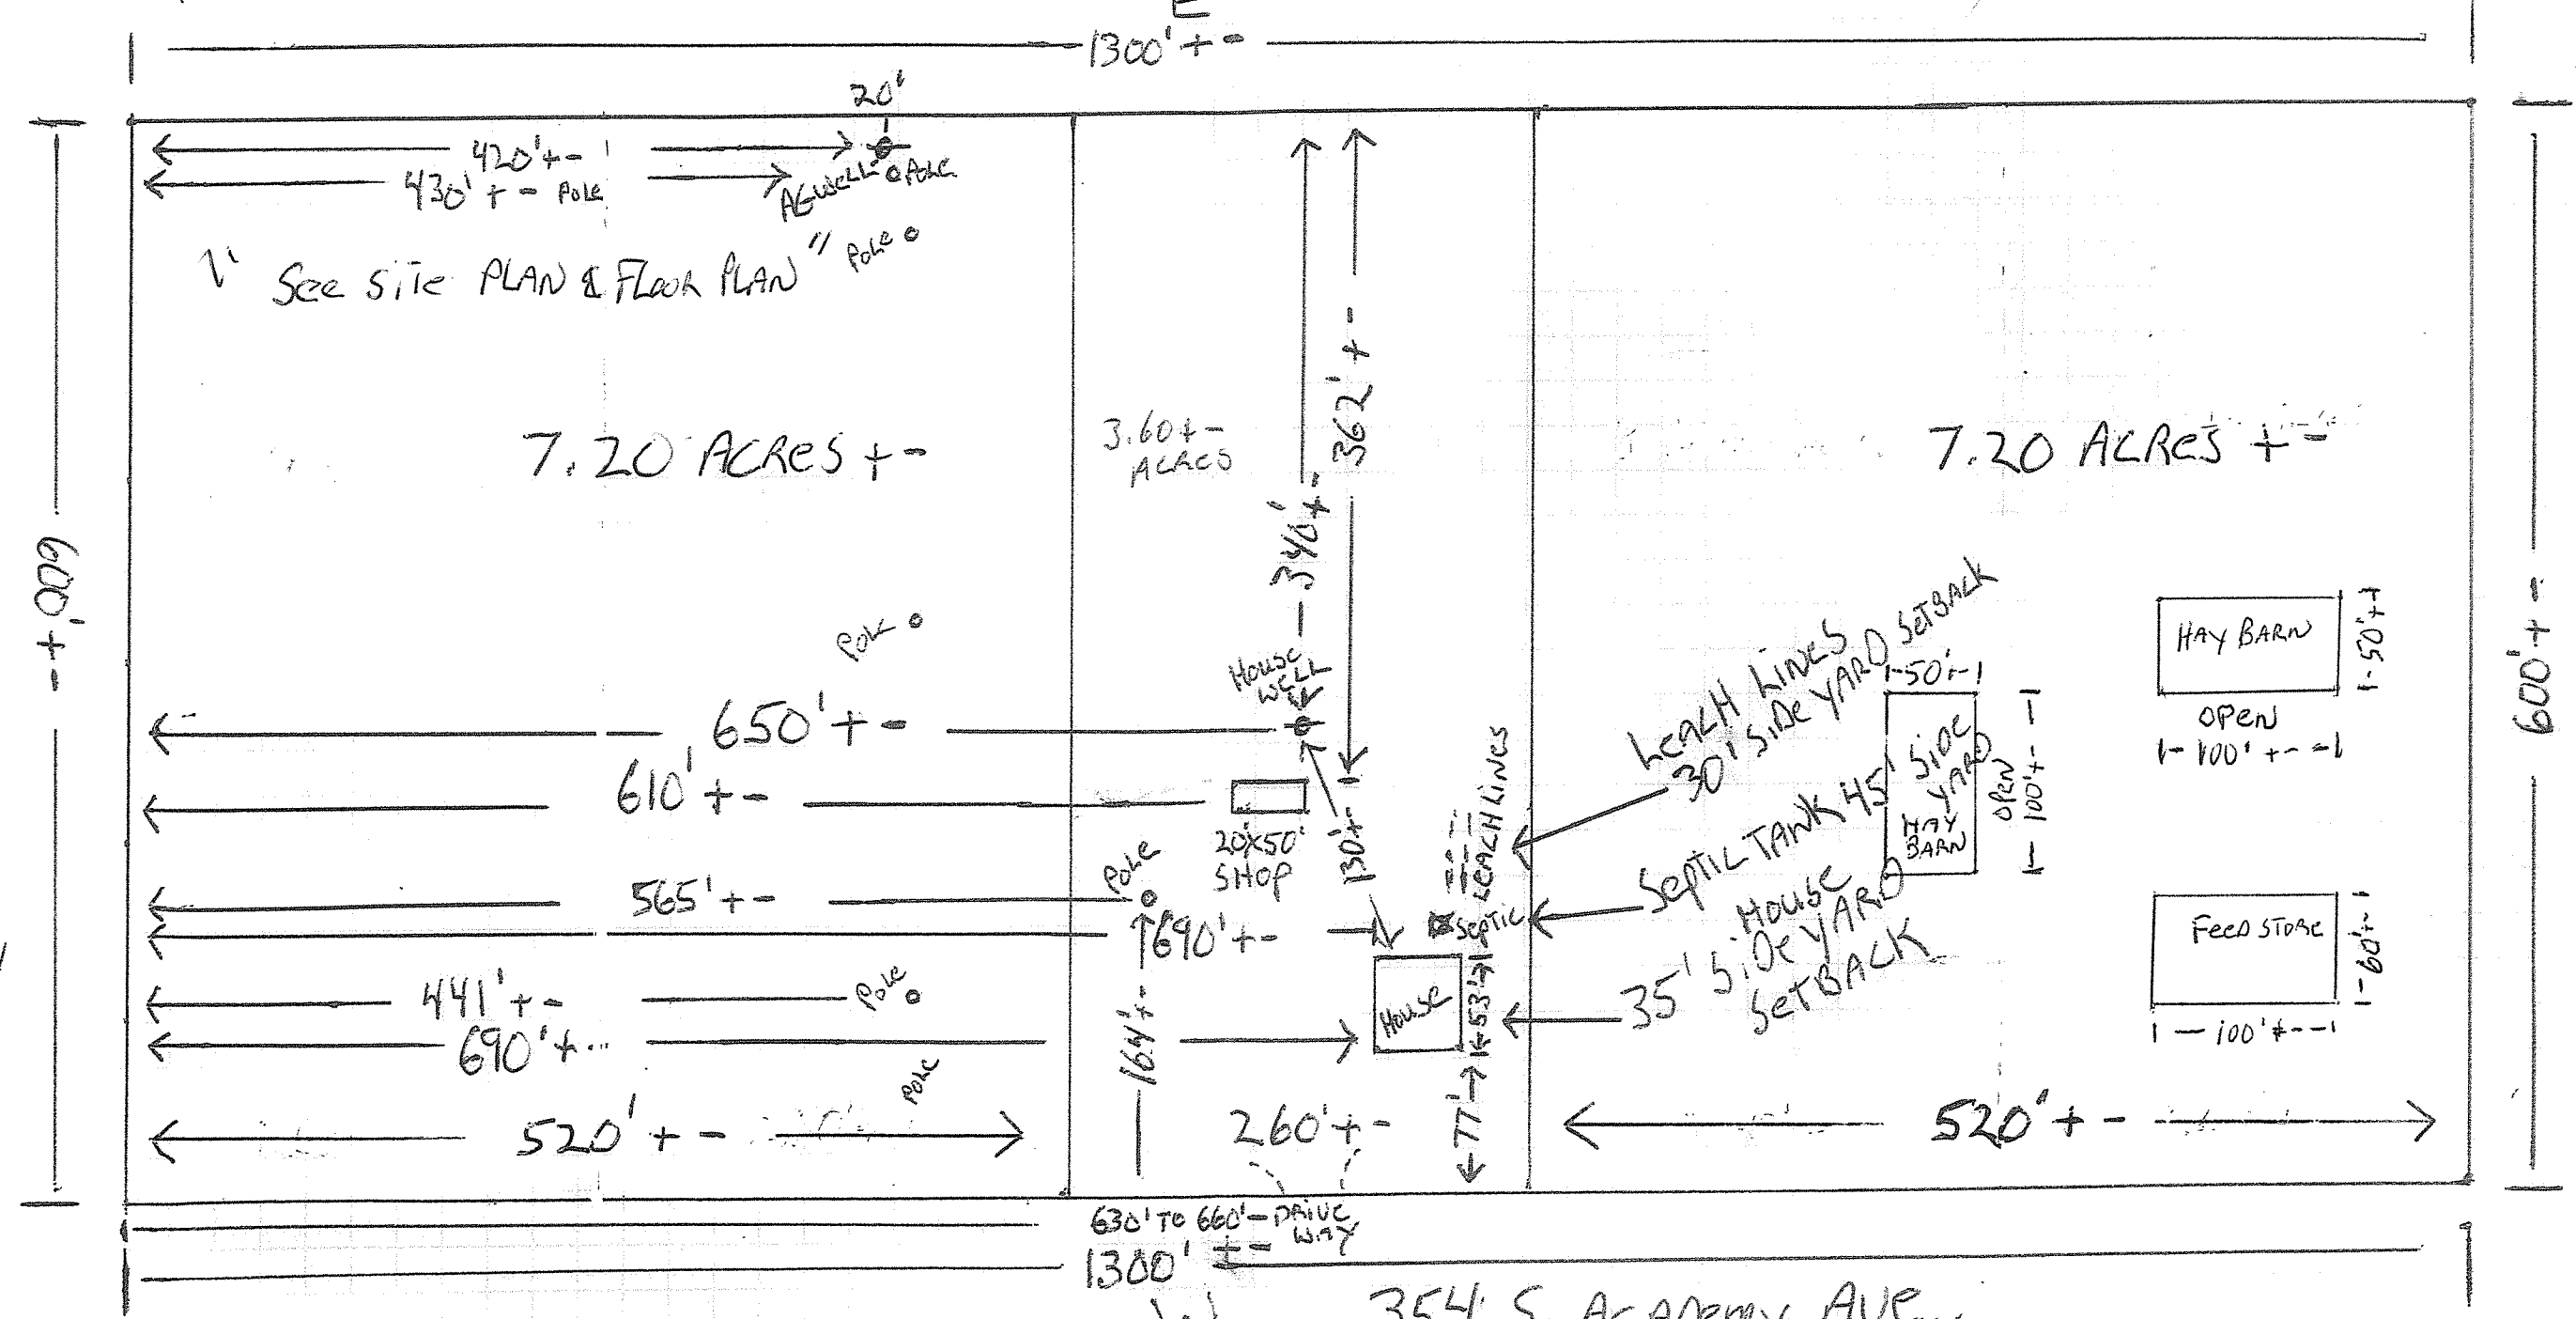 1300'+-
20'
420'+-
430'+- POLE
AG WELL
POLE
"See Site PLAN & FLOOR PLAN"
POLE
600'+-
7.20 ACRES +-
3.60+-
ACRES
340'+-
362'+-
7.20 ACRES +-
600'+-
POLE
HOUSE
WELL
650'+-
610'+-
20'X50'
SHOP
130'+-
LEACH LINES
LEACH LINES
30' SIDE YARD SETBACK
SEPTIC TANK 45' SIDE
YARD
HOUSE
35' SIDE YARD
SETBACK
50'+-
HAY
BARN
OPEN
100'+-
HAY BARN
50'+-
OPEN
100'+-
FEED STORE
60'+-
100'+-
POLE
565'+-
690'+-
SEPTIC
441'+-
POLE
690'+-
164'+-
HOUSE
53'
77'
POLE
520'+-
260'+-
520'+-
630' TO 660'- DRIVE
WAY
1300'+-
354 S. ACADEMY AVE